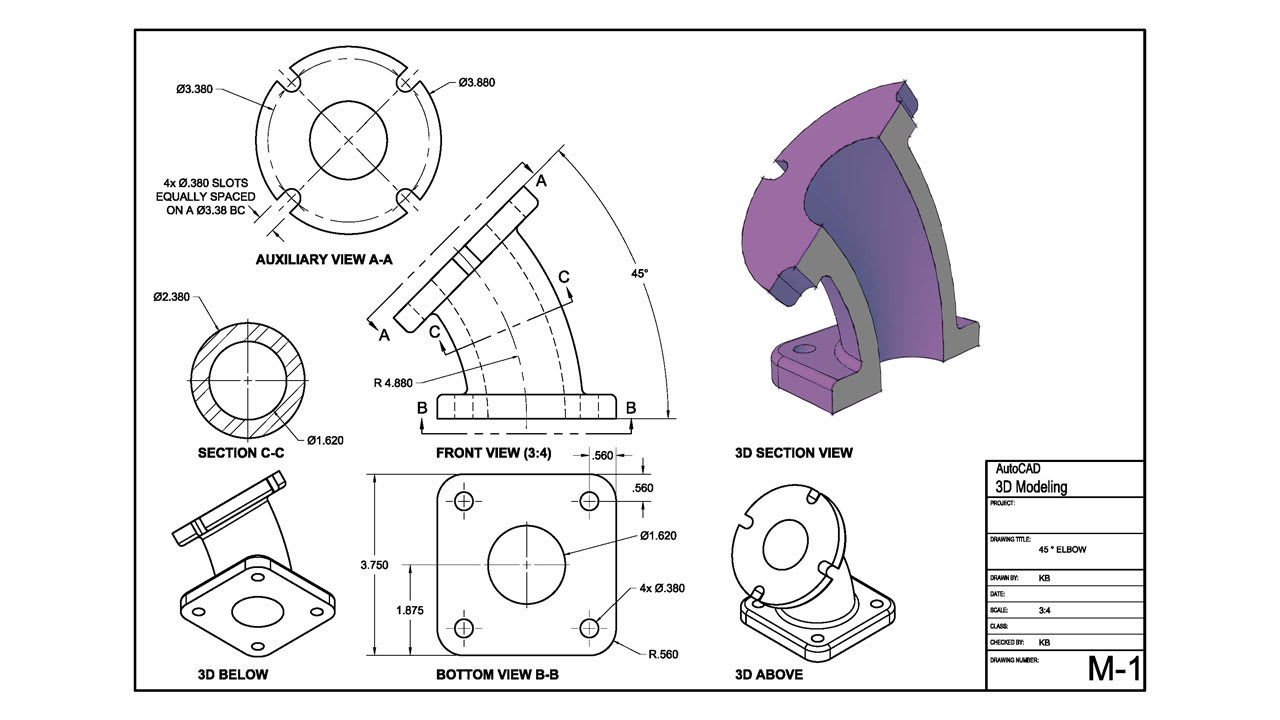 Ø3.380
Ø3.880
4x Ø.380 SLOTS
EQUALLY SPACED
ON A Ø3.38 BC
AUXILIARY VIEW A-A
A
A
45°
C
C
R 4.880
B
B
FRONT VIEW (3:4)
Ø2.380
Ø1.620
SECTION C-C
3D SECTION VIEW
3D BELOW
.560
.560
Ø1.620
3.750
4x Ø.380
1.875
R.560
BOTTOM VIEW B-B
3D ABOVE
AutoCAD
3D Modeling
PROJECT:
DRAWING TITLE:
45 ° ELBOW
DRAWN BY: KB
DATE:
SCALE: 3:4
CLASS:
CHECKED BY: KB
DRAWING NUMBER:
M-1